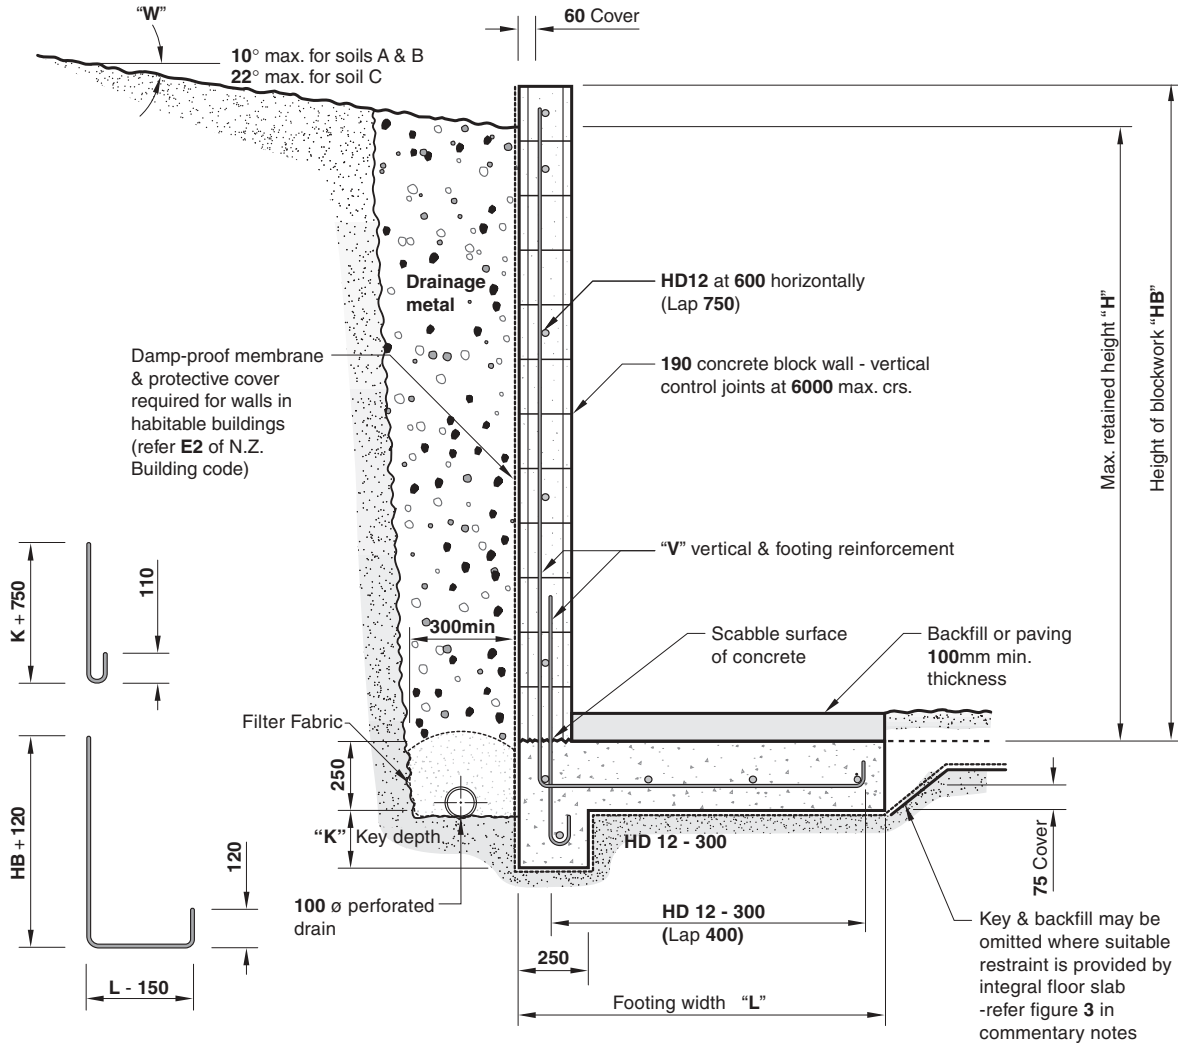 "W"
60 Cover
10° max. for soils A & B
22° max. for soil C
Drainage
metal
HD12 at 600 horizontally
(Lap 750)
Max. retained height "H"
Height of blockwork "HB"
Damp-proof membrane
& protective cover
required for walls in
habitable buildings
(refer E2 of N.Z.
Building code)
190 concrete block wall - vertical
control joints at 6000 max. crs.
"V" vertical & footing reinforcement
K + 750
110
300min
Scabble surface
of concrete
Backfill or paving
100mm min.
thickness
Filter Fabric
250
"K" Key depth
HD 12 - 300
HB + 120
120
75 Cover
100 ø perforated
drain
HD 12 - 300
(Lap 400)
250
L - 150
Footing width "L"
Key & backfill may be
omitted where suitable
restraint is provided by
integral floor slab
-refer figure 3 in
commentary notes